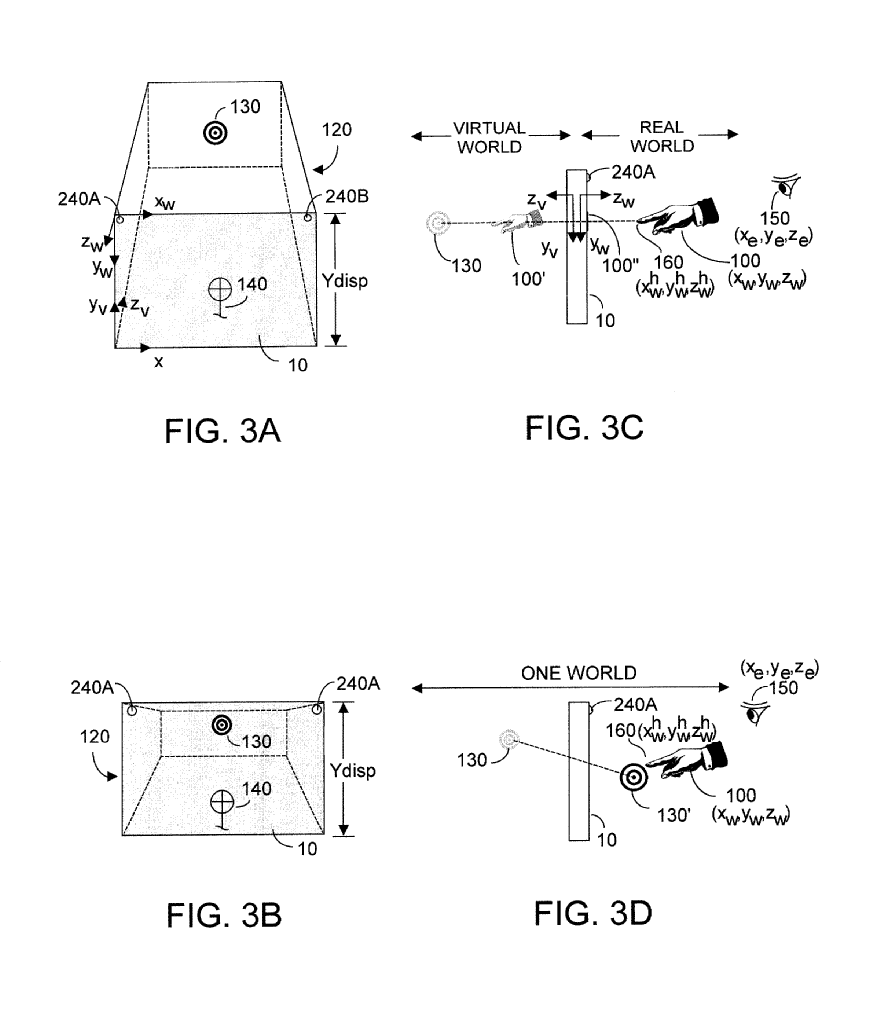 130
120
240A
x_w
240B
z_w
y_w
140
Ydisp
y_v
z_v
x
10
FIG. 3A
VIRTUAL WORLD
REAL WORLD
240A
z_v
z_w
130
100'
y_v
y_w
100"
160
(x_w^h, y_w^h, z_w^h)
150
(x_e, y_e, z_e)
100
(x_w, y_w, z_w)
10
FIG. 3C
240A
240A
130
120
140
Ydisp
10
FIG. 3B
ONE WORLD
(x_e, y_e, z_e)
150
240A
160 (x_w^h, y_w^h, z_w^h)
130
130'
100
(x_w, y_w, z_w)
10
FIG. 3D